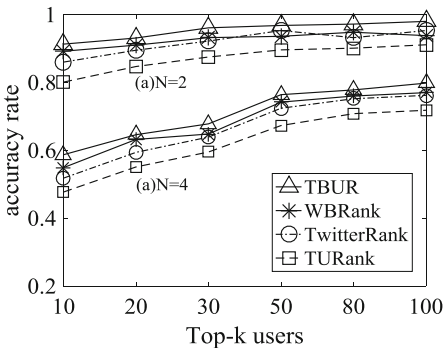 1
0.8
0.6
0.4
0.2
accuracy rate
(a)N=2
(a)N=4
TBUR
WBRank
TwitterRank
TURank
10 20 30 50 80 100
Top-k users